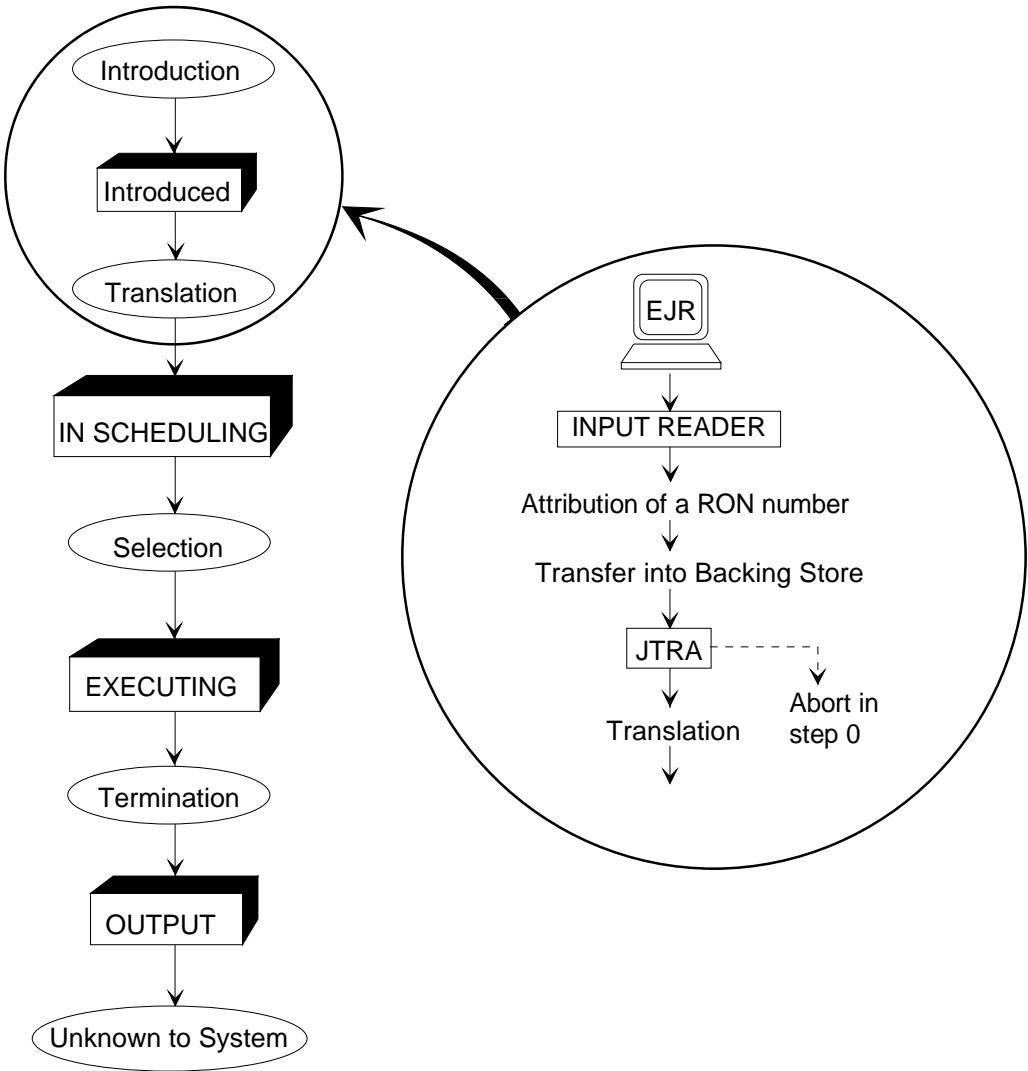 Introduction
Introduced
Translation
IN SCHEDULING
Selection
EXECUTING
Termination
OUTPUT
Unknown to System
EJR
INPUT READER
Attribution of a RON number
Transfer into Backing Store
JTRA
Translation
Abort in
step 0